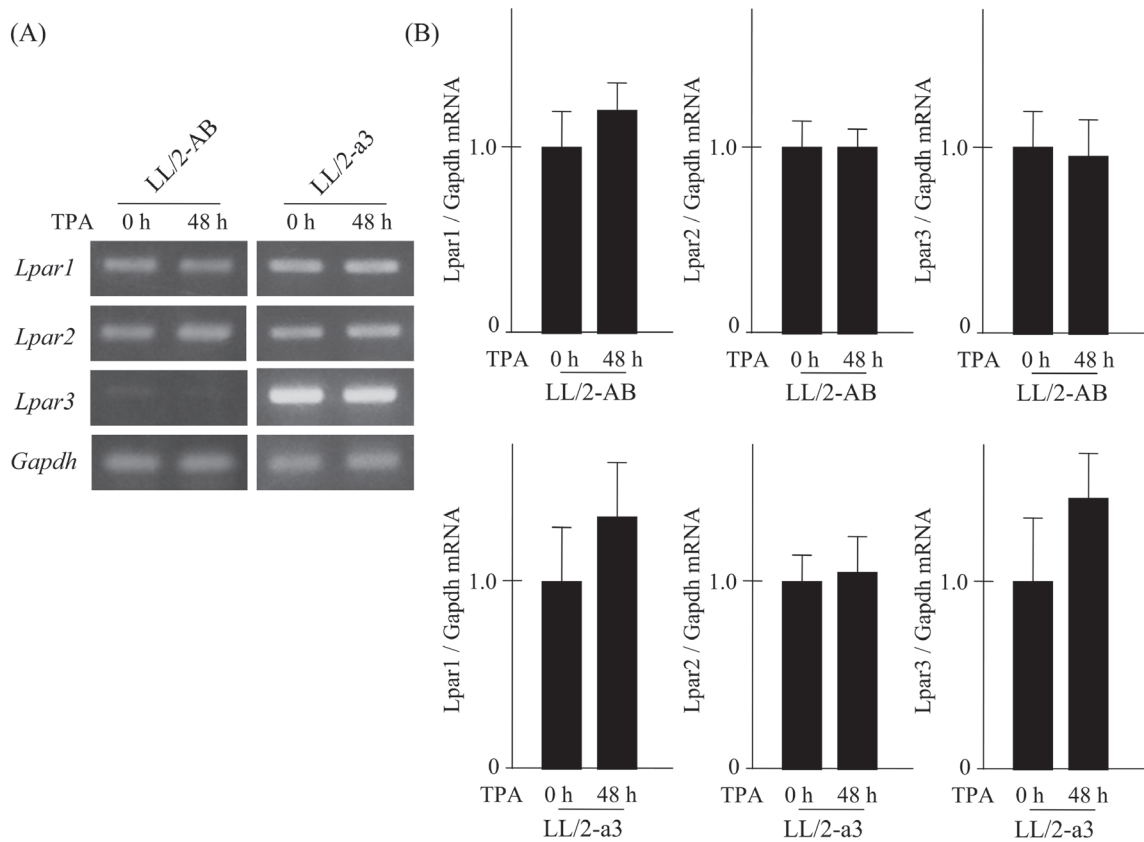 (A)
LL/2-AB
LL/2-a3
TPA 0 h 48 h 0 h 48 h
Lpar1
Lpar2
Lpar3
Gapdh
(B)
Lpar1 / Gapdh mRNA
1.0
0
TPA 0 h 48 h
LL/2-AB
Lpar2 / Gapdh mRNA
1.0
0
TPA 0 h 48 h
LL/2-AB
Lpar3 / Gapdh mRNA
1.0
0
TPA 0 h 48 h
LL/2-AB
Lpar1 / Gapdh mRNA
1.0
0
TPA 0 h 48 h
LL/2-a3
Lpar2 / Gapdh mRNA
1.0
0
TPA 0 h 48 h
LL/2-a3
Lpar3 / Gapdh mRNA
1.0
0
TPA 0 h 48 h
LL/2-a3